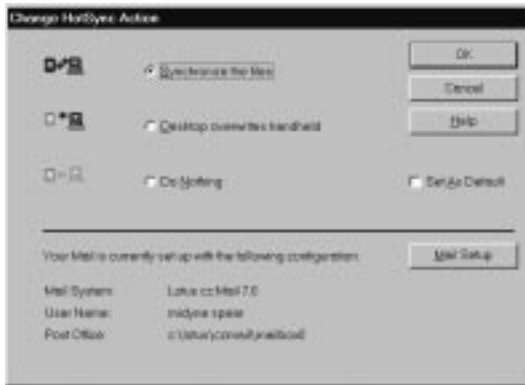 Change HotSync Action
Synchronize the files
OK
Cancel
Desktop overwrites handheld
Help
Do Nothing
Set As Default
Your Mail is currently set up with the following configuration:
Mail Setup
Mail System: Lotus cc:Mail 7.0
User Name:
Post Office: